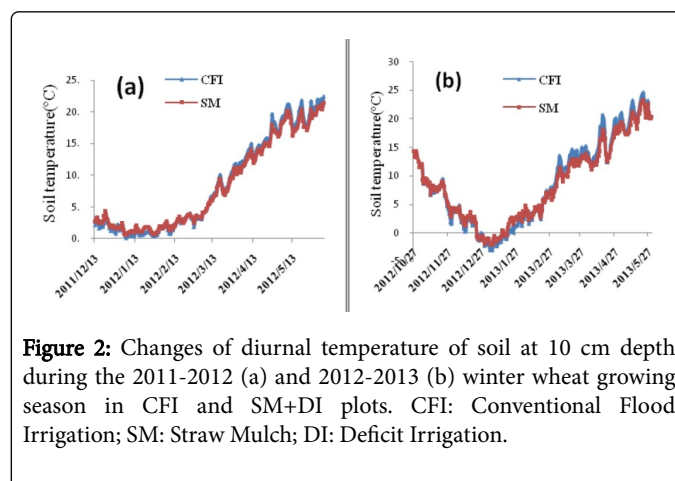 (a)
CFI
SM
Soil temperature(°C)
25.
20.
15.
10.
5.
0.
2011/12/13
2012/1/13
2012/2/13
2012/3/13
2012/4/13
2012/5/13
(b)
CFI
SM
Soil temperature(°C)
30
25
20
15
10
5
0
-5
2012/10/27
2012/11/27
2012/12/27
2013/1/27
2013/2/27
2013/3/27
2013/4/27
2013/5/27
Figure 2: Changes of diurnal temperature of soil at 10 cm depth
during the 2011-2012 (a) and 2012-2013 (b) winter wheat growing
season in CFI and SM+DI plots. CFI: Conventional Flood
Irrigation; SM: Straw Mulch; DI: Deficit Irrigation.